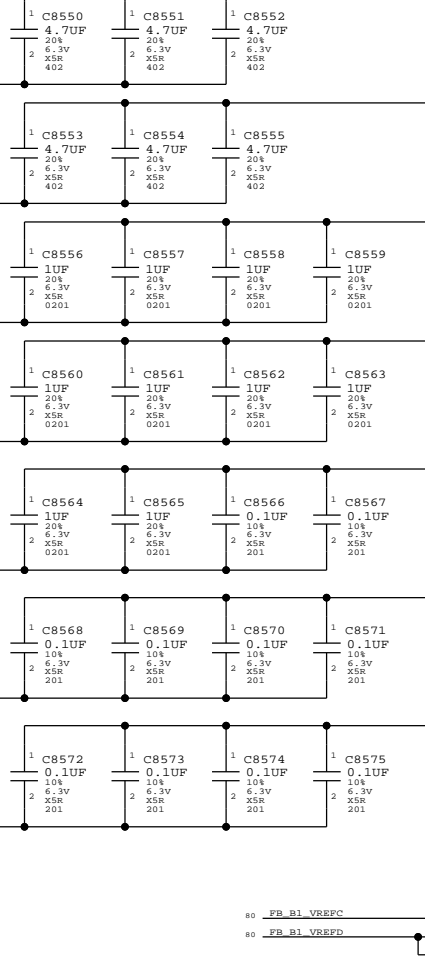 1 C8550 1 C8551 1 C8552
4.7UF 4.7UF 4.7UF
20% 20% 20%
2 6.3V 2 6.3V 2 6.3V
X5R X5R X5R
402 402 402
1 C8553 1 C8554 1 C8555
4.7UF 4.7UF 4.7UF
20% 20% 20%
2 6.3V 2 6.3V 2 6.3V
X5R X5R X5R
402 402 402
1 C8556 1 C8557 1 C8558 1 C8559
1UF 1UF 1UF 1UF
20% 20% 20% 20%
2 6.3V 2 6.3V 2 6.3V 2 6.3V
X5R X5R X5R X5R
0201 0201 0201 0201
1 C8560 1 C8561 1 C8562 1 C8563
1UF 1UF 1UF 1UF
20% 20% 20% 20%
2 6.3V 2 6.3V 2 6.3V 2 6.3V
X5R X5R X5R X5R
0201 0201 0201 0201
1 C8564 1 C8565 1 C8566 1 C8567
1UF 1UF 0.1UF 0.1UF
20% 20% 10% 10%
2 6.3V 2 6.3V 2 6.3V 2 6.3V
X5R X5R X5R X5R
0201 0201 201 201
1 C8568 1 C8569 1 C8570 1 C8571
0.1UF 0.1UF 0.1UF 0.1UF
10% 10% 10% 10%
2 6.3V 2 6.3V 2 6.3V 2 6.3V
X5R X5R X5R X5R
201 201 201 201
1 C8572 1 C8573 1 C8574 1 C8575
0.1UF 0.1UF 0.1UF 0.1UF
10% 10% 10% 10%
2 6.3V 2 6.3V 2 6.3V 2 6.3V
X5R X5R X5R X5R
201 201 201 201
80 FB_B1_VREFC
80 FB_B1_VREFD